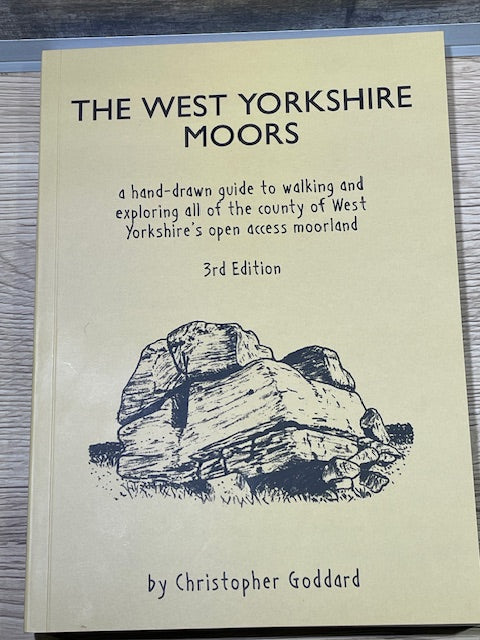 THE WEST YORKSHIRE
MOORS
a hand-drawn guide to walking and
exploring all of the county of West
Yorkshire's open access moorland
3rd Edition
by Christopher Goddard